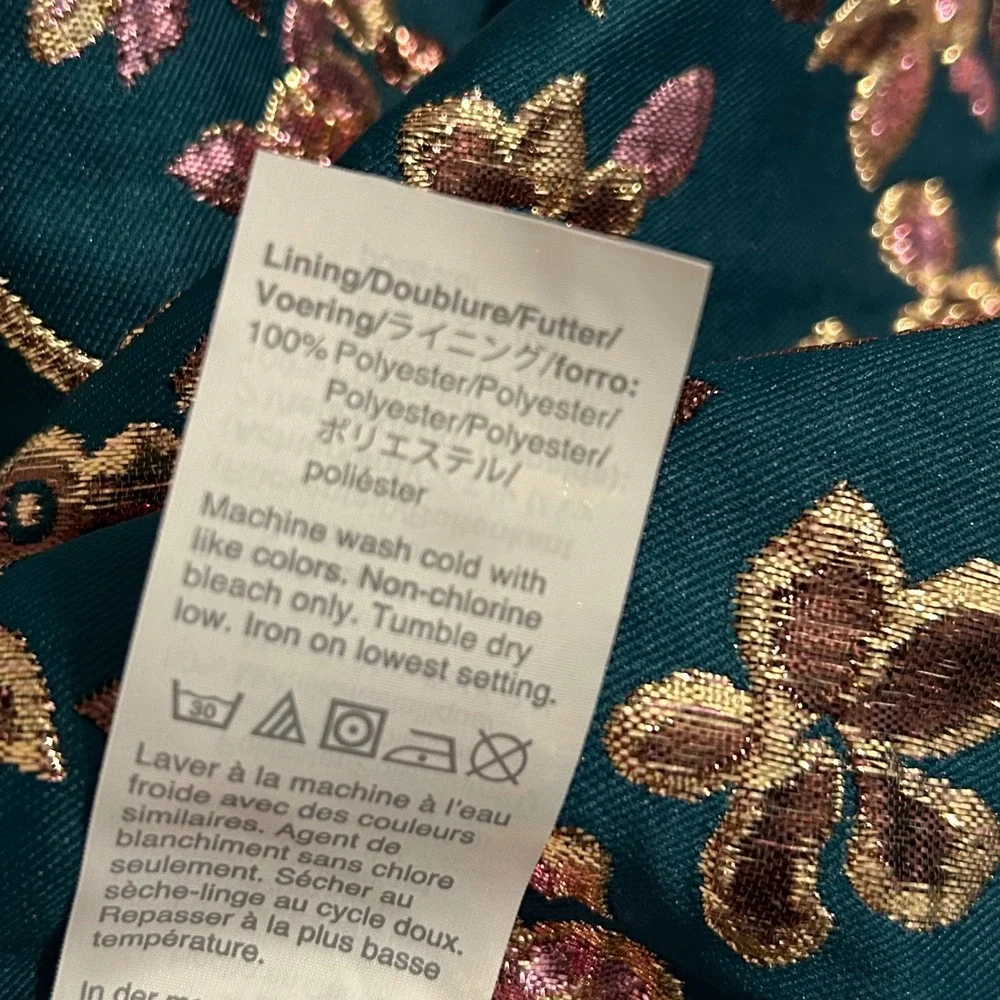 Lining/Doublure/Futter/
Voering/ライニング/forro:
100% Polyester/Polyester/
Polyester/Polyester/
ポリエステル/
poliéster
Machine wash cold with
like colors. Non-chlorine
bleach only. Tumble dry
low. Iron on lowest setting.
30
Laver à la machine à l'eau
froide avec des couleurs
similaires. Agent de
blanchiment sans chlore
seulement. Sécher au
sèche-linge au cycle doux.
Repasser à la plus basse
température.
In der